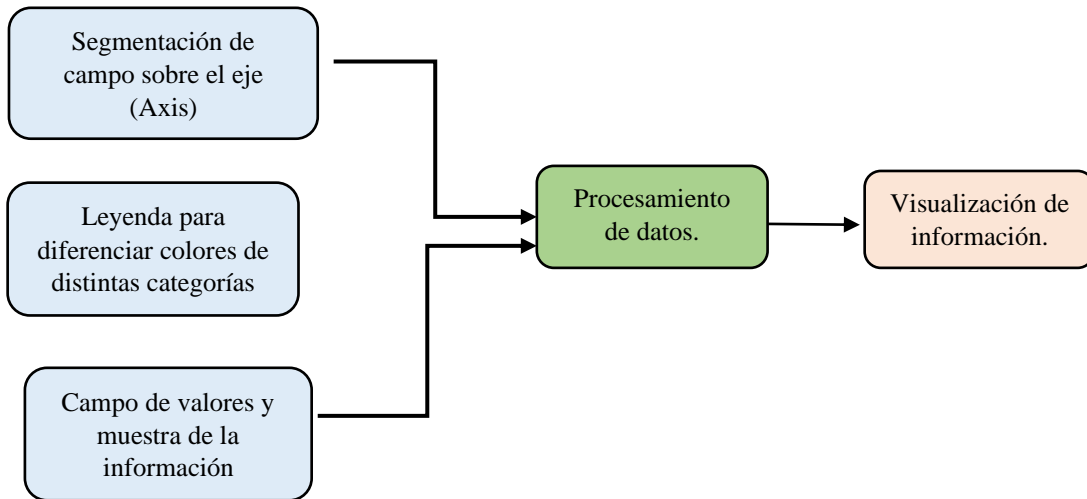 Segmentación de
campo sobre el eje
(Axis)
Leyenda para
diferenciar colores de
distintas categorías
Campo de valores y
muestra de la
información
Procesamiento
de datos.
Visualización de
información.